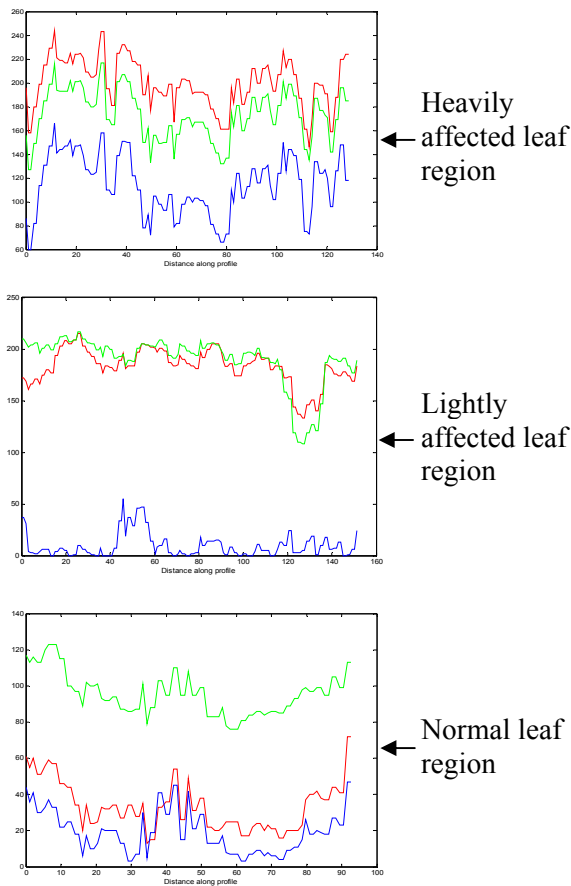 260
240
220
200
180
160
140
120
100
80
60
0 20 40 60 80 100 120 140
Distance along profile
Heavily
affected leaf
region
250
200
150
100
50
0
0 20 40 60 80 100 120 140 160
Distance along profile
Lightly
affected leaf
region
140
120
100
80
60
40
20
0
0 10 20 30 40 50 60 70 80 90 100
Distance along profile
Normal leaf
region